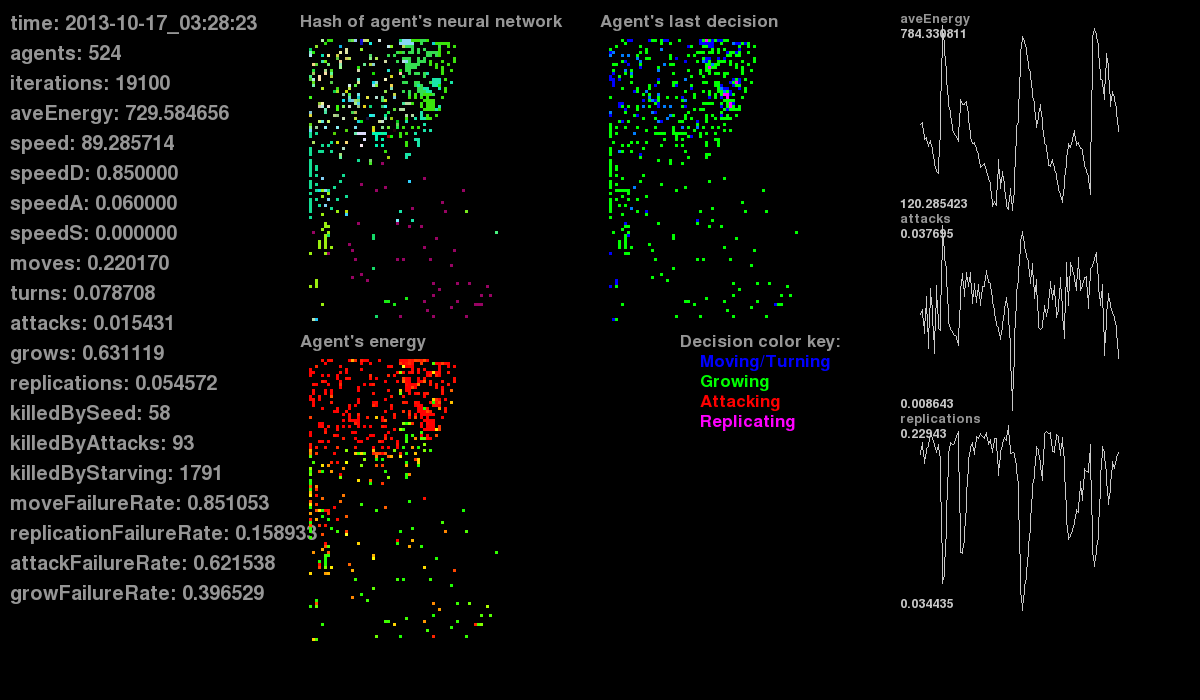 time: 2013-10-17_03:28:23
agents: 524
iterations: 19100
aveEnergy: 729.584656
speed: 89.285714
speedD: 0.850000
speedA: 0.060000
speedS: 0.000000
moves: 0.220170
turns: 0.078708
attacks: 0.015431
grows: 0.631119
replications: 0.054572
killedBySeed: 58
killedByAttacks: 93
killedByStarving: 1791
moveFailureRate: 0.851053
replicationFailureRate: 0.158933
attackFailureRate: 0.621538
growFailureRate: 0.396529
Hash of agent's neural network
Agent's last decision
Agent's energy
Decision color key:
Moving/Turning
Growing
Attacking
Replicating
aveEnergy
784.330811
120.285423
attacks
0.037695
0.008643
replications
0.22943
0.034435